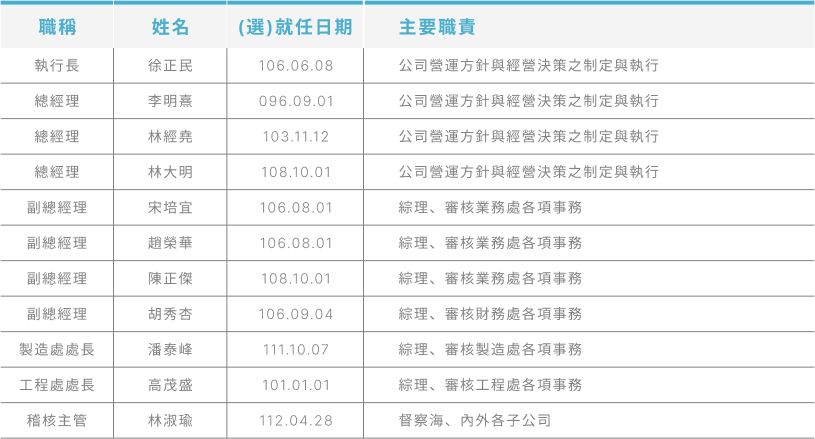 職稱 姓名 (選)就任日期 主要職責
執行長 徐正民 106.06.08 公司營運方針與經營決策之制定與執行
總經理 李明熹 096.09.01 公司營運方針與經營決策之制定與執行
總經理 林經堯 103.11.12 公司營運方針與經營決策之制定與執行
總經理 林大明 108.10.01 公司營運方針與經營決策之制定與執行
副總經理 宋培宜 106.08.01 綜理、審核業務處各項事務
副總經理 趙榮華 106.08.01 綜理、審核業務處各項事務
副總經理 陳正傑 108.10.01 綜理、審核業務處各項事務
副總經理 胡秀杏 106.09.04 綜理、審核財務處各項事務
製造處處長 潘泰峰 111.10.07 綜理、審核製造處各項事務
工程處處長 高茂盛 101.01.01 綜理、審核工程處各項事務
稽核主管 林淑瑜 112.04.28 督察海、內外各子公司